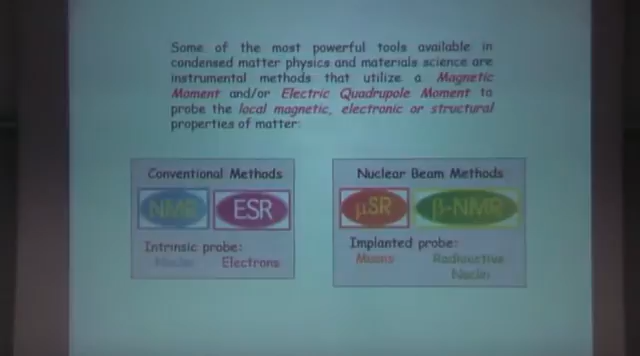 Some of the most powerful tools available in
condensed matter physics and materials science are
instrumental methods that utilize a Magnetic
Moment and/or Electric Quadrupole Moment to
probe the local magnetic, electronic or structural
properties of matter:
Conventional Methods
NMR ESR
Intrinsic probe:
Nuclei Electrons
Nuclear Beam Methods
μSR β-NMR
Implanted probe:
Muons Radioactive
Nuclei